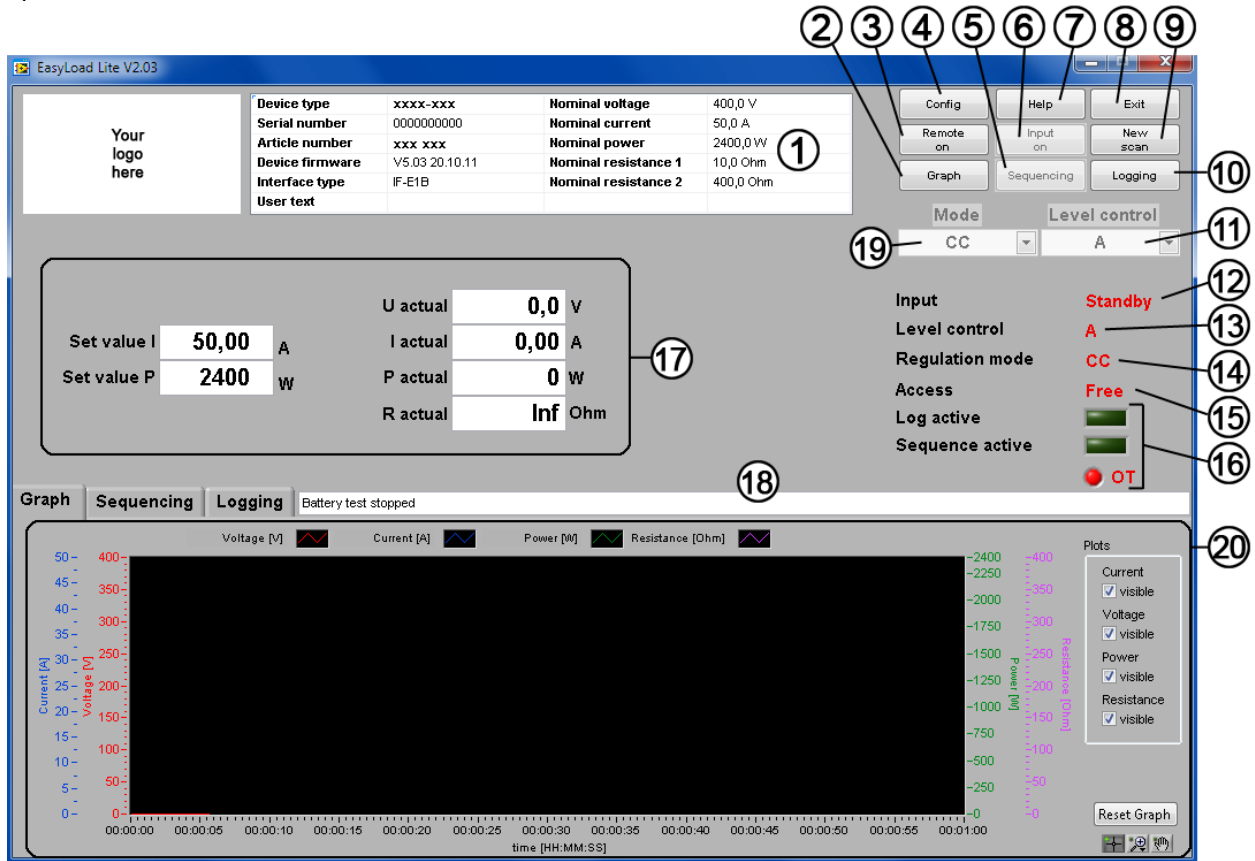 2 3 4 5 6 7 8 9
EasyLoad Lite V2.03
Your
logo
here
Device type xxxx-xxx Nominal voltage 400,0 V
Serial number 0000000000 Nominal current 50,0 A
Article number xxx xxx Nominal power 2400,0 W
Device firmware V5.03 20.10.11 Nominal resistance 1 10,0 Ohm
Interface type IF-E1B Nominal resistance 2 400,0 Ohm
User text
1
Config Help Exit
Remote on Input on New scan
Graph Sequencing Logging
10
Mode Level control
CC A
19
11
Input Standby
12
Level control A
13
Regulation mode CC
14
Access Free
15
Log active
Sequence active
16
OT
Set value I 50,00 A
Set value P 2400 W
U actual 0,0 V
I actual 0,00 A
P actual 0 W
R actual Inf Ohm
17
18
Graph Sequencing Logging Battery test stopped
20
Voltage [V] Current [A] Power [W] Resistance [Ohm]
50 45 40 35 30 25 20 15 10 5 0
Current [A]
400 350 300 250 200 150 100 50 0
Voltage [V]
2400 2250 2000 1750 1500 1250 1000 750 500 250 0
Power [W]
400 350 300 250 200 150 100 50 0
Resistance [Ohm]
00:00:00 00:00:05 00:00:10 00:00:15 00:00:20 00:00:25 00:00:30 00:00:35 00:00:40 00:00:45 00:00:50 00:00:55 00:01:00
time [HH:MM:SS]
Plots
Current
visible
Voltage
visible
Power
visible
Resistance
visible
Reset Graph